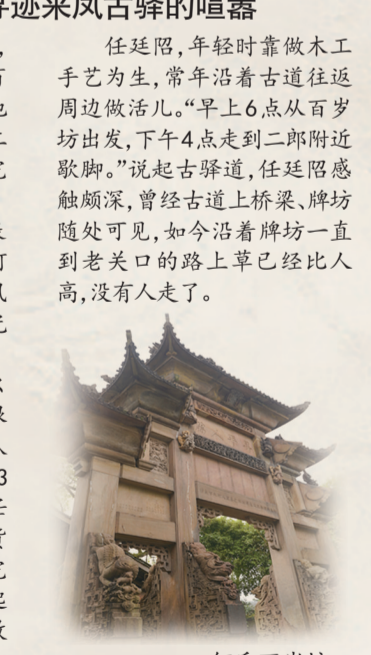 寻迹来凤古驿的喧嚣
任廷阳，年轻时靠做木工
手艺为生，常年沿着古道往返
周边做活儿。“早上6点从百岁
坊出发，下午4点走到二郎附近
歇脚。”说起古驿道，任廷阳感
触颇深，曾经古道上桥梁、牌坊
随处可见，如今沿着牌坊一直
到老关口的路上草已经比人
高，没有人走了。